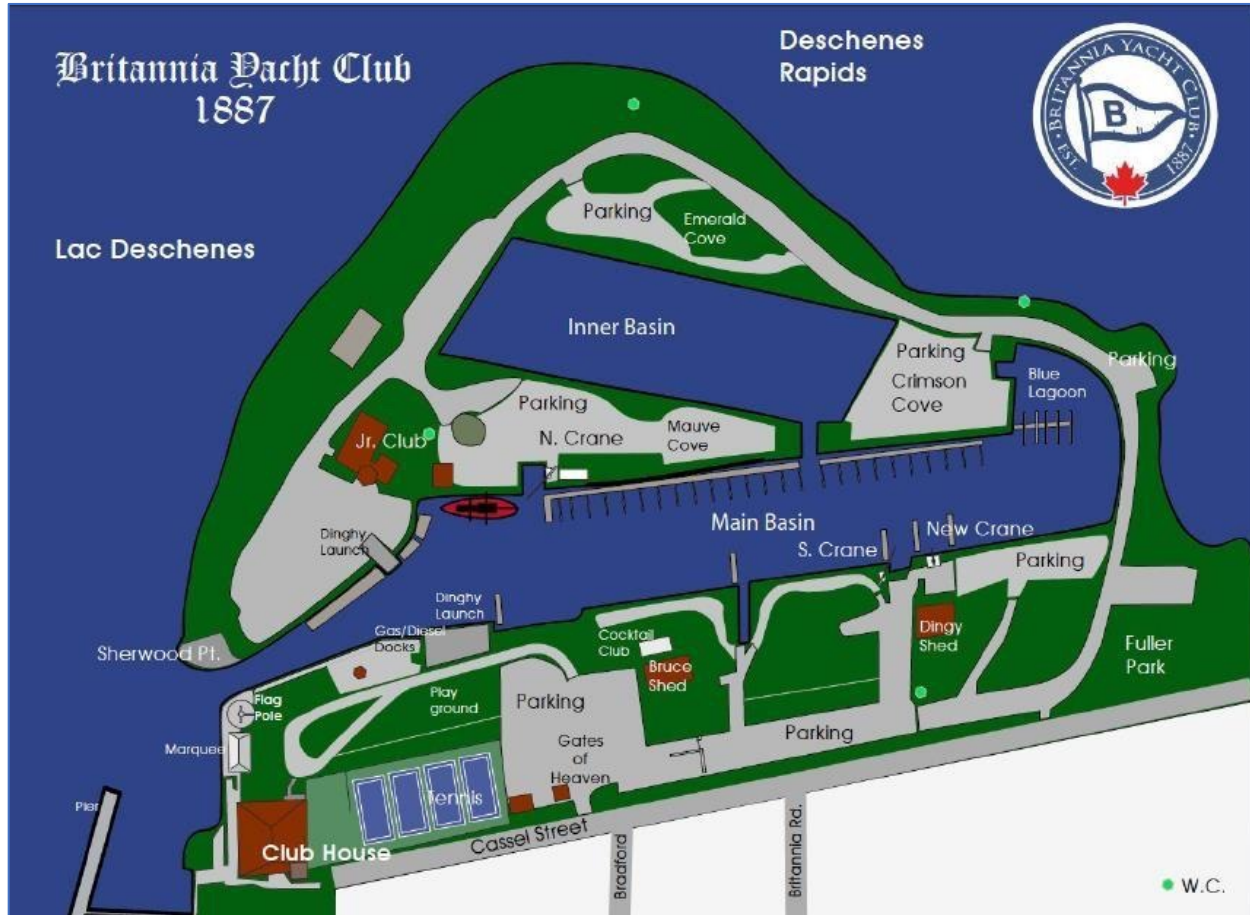 Britannia Yacht Club
1887
Deschenes
Rapids
BRITANNIA YACHT CLUB
B
EST. 1887
Lac Deschenes
Parking
Emerald
Cove
Inner Basin
Parking
Crimson
Cove
Parking
Blue
Lagoon
Parking
N. Crane
Mauve
Cove
Jr. Club
Main Basin
New Crane
S. Crane
Dinghy
Launch
Parking
Dinghy
Launch
Gas/Diesel
Docks
Cocktail
Club
Bruce
Shed
Dingy
Shed
Fuller
Park
Sherwood Pt.
Flag
Pole
Play
ground
Parking
Marquee
Parking
Gates
of
Heaven
Tennis
Pier
Club House
Cassel Street
Bradford
Britannia Rd.
W.C.